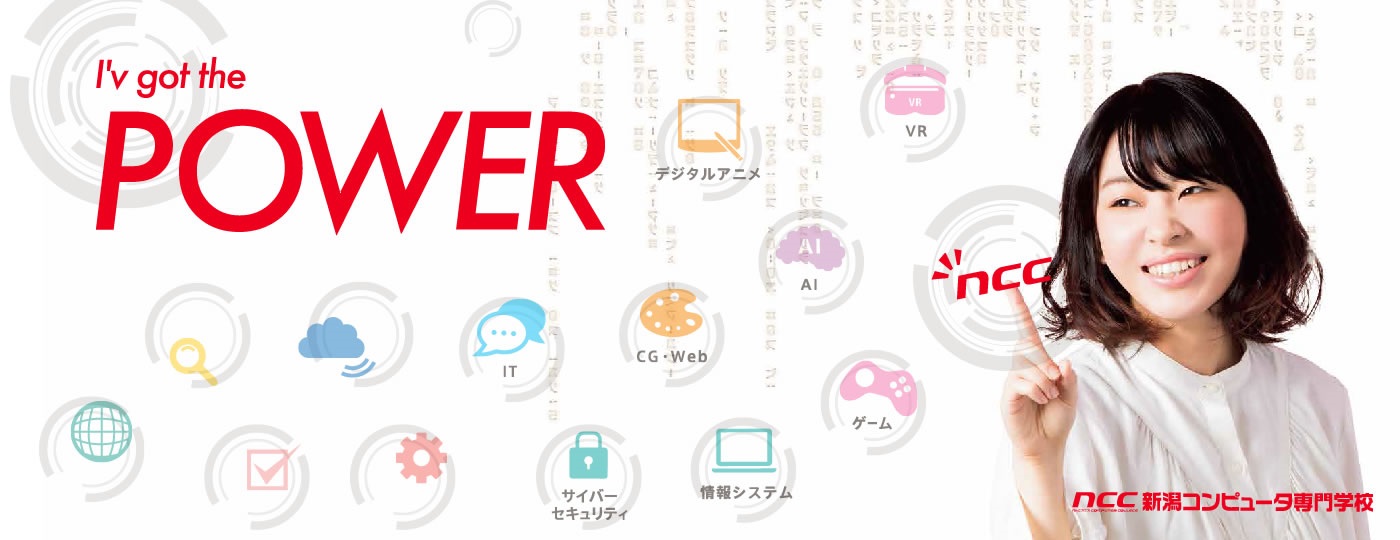 I'v got the
POWER
VR
VR
デジタルアニメ
AI
AI
ncc
CG・Web
IT
ゲーム
サイバー
セキュリティ
情報システム
ncc 新潟コンピュータ専門学校